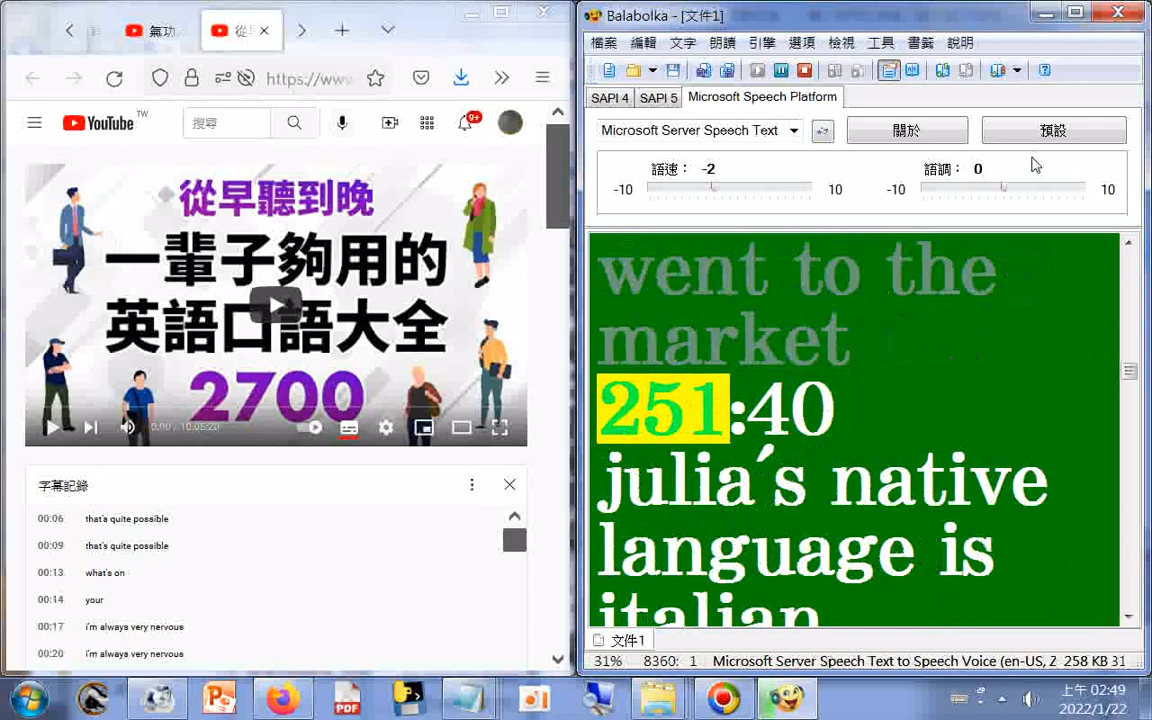 氣功
從
https://www
YouTube TW
搜尋
9+
從早聽到晚
一輩子夠用的
英語口語大全
2700
0:00 / 10:05:20
字幕記錄
00:06 that's quite possible
00:09 that's quite possible
00:13 what's on
00:14 your
00:17 i'm always very nervous
00:20 i'm always very nervous
Balabolka - [文件1]
檔案 編輯 文字 朗讀 引擎 選項 檢視 工具 書籤 說明
SAPI 4 SAPI 5 Microsoft Speech Platform
Microsoft Server Speech Text 關於 預設
語速： -2 語調： 0
-10 10 -10 10
went to the
market
251:40
julia's native
language is
italian
文件1
31% 8360: 1 Microsoft Server Speech Text to Speech Voice (en-US, 2 258 KB 31
PDF
上午 02:49
2022/1/22